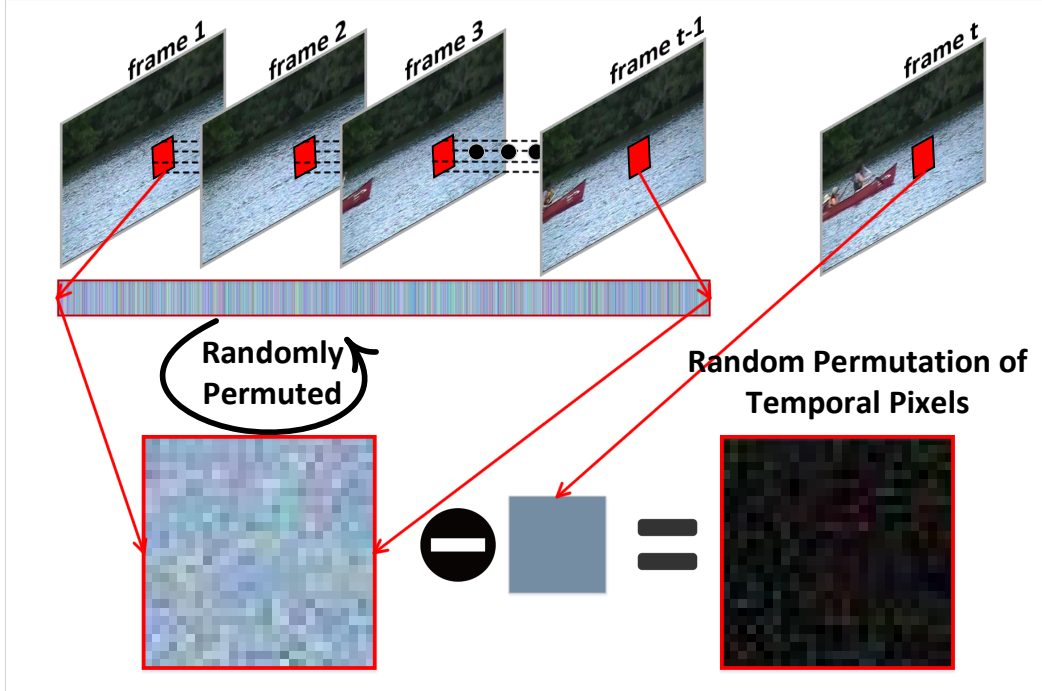 frame 1
frame 2
frame 3
frame t-1
frame t
Randomly
Permuted
Random Permutation of
Temporal Pixels